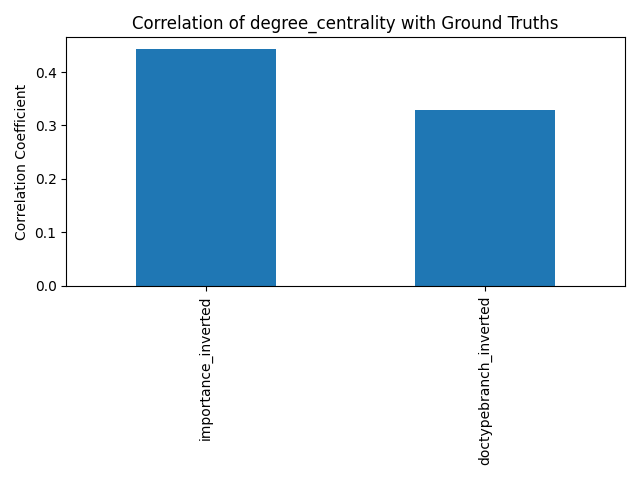 Correlation of degree_centrality with Ground Truths
Correlation Coefficient
0.4
0.3
0.2
0.1
0.0
importance_inverted
doctypebranch_inverted